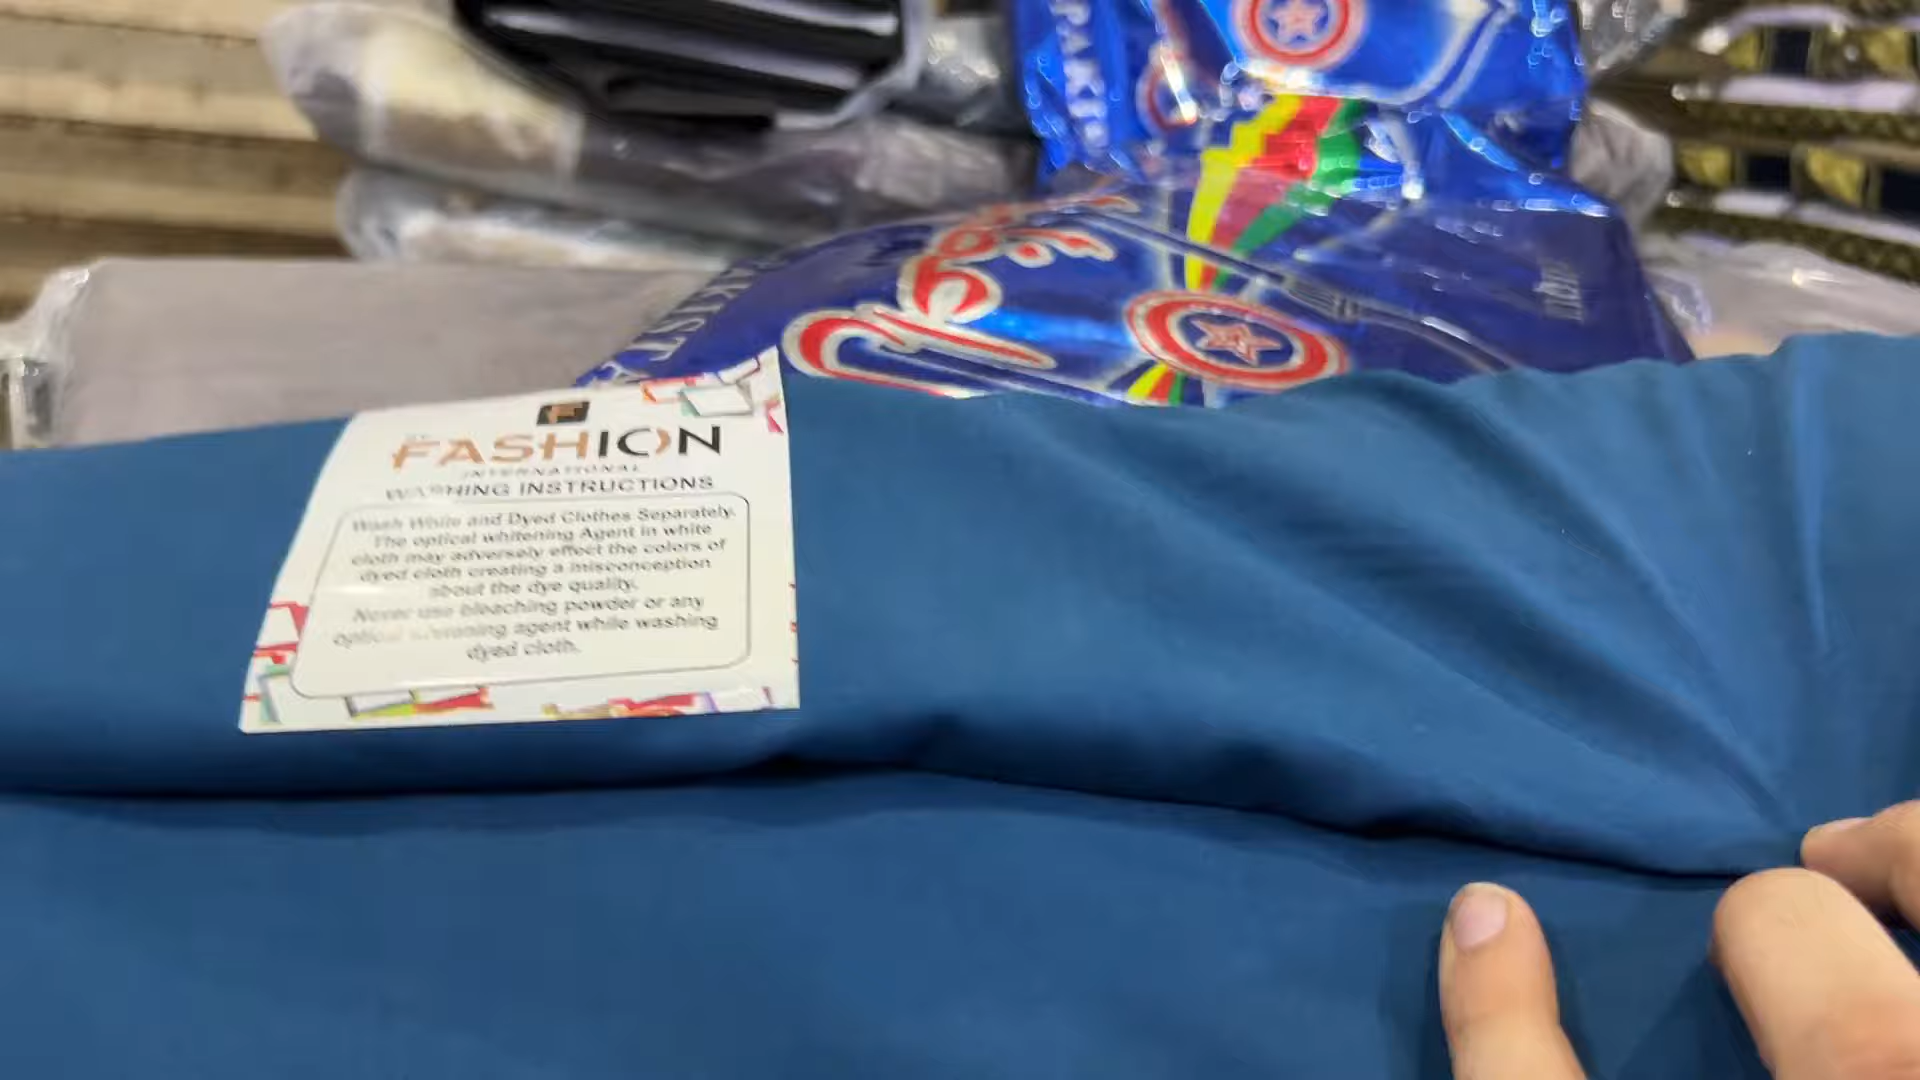 PAKI
FASHION
INTERNATIONAL
WASHING INSTRUCTIONS
Wash White and Dyed Clothes Separately.
The optical whitening Agent in white
cloth may adversely effect the colors of
dyed cloth creating a misconception
about the dye quality.
Never use bleaching powder or any
optical whitening agent while washing
dyed cloth.